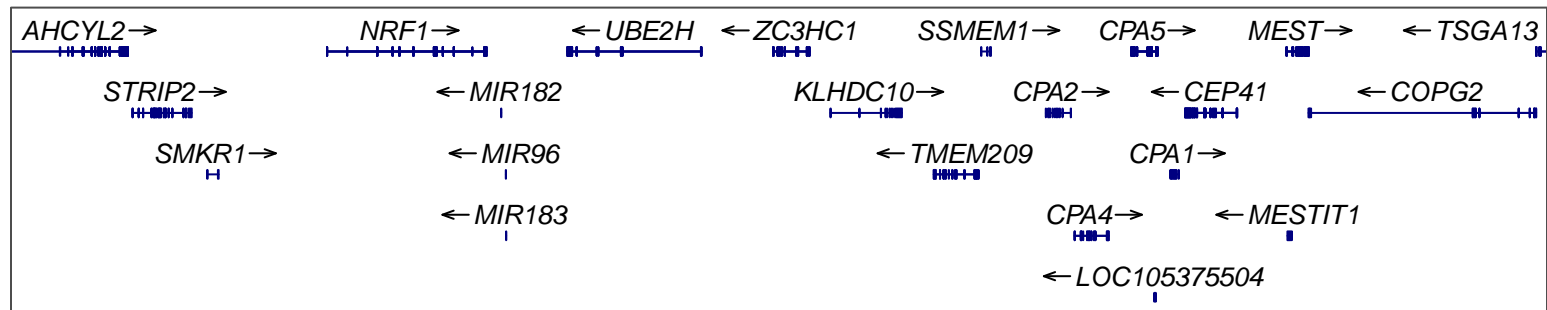 AHCYL2→ NRF1→ ←UBE2H ←ZC3HC1 SSMEM1→ CPA5→ MEST→ ←TSGA13
STRIP2→ ←MIR182 KLHDC10→ CPA2→ ←CEP41 ←COPG2
SMKR1→ ←MIR96 ←TMEM209 CPA1→
←MIR183 CPA4→ ←MESTIT1
←LOC105375504